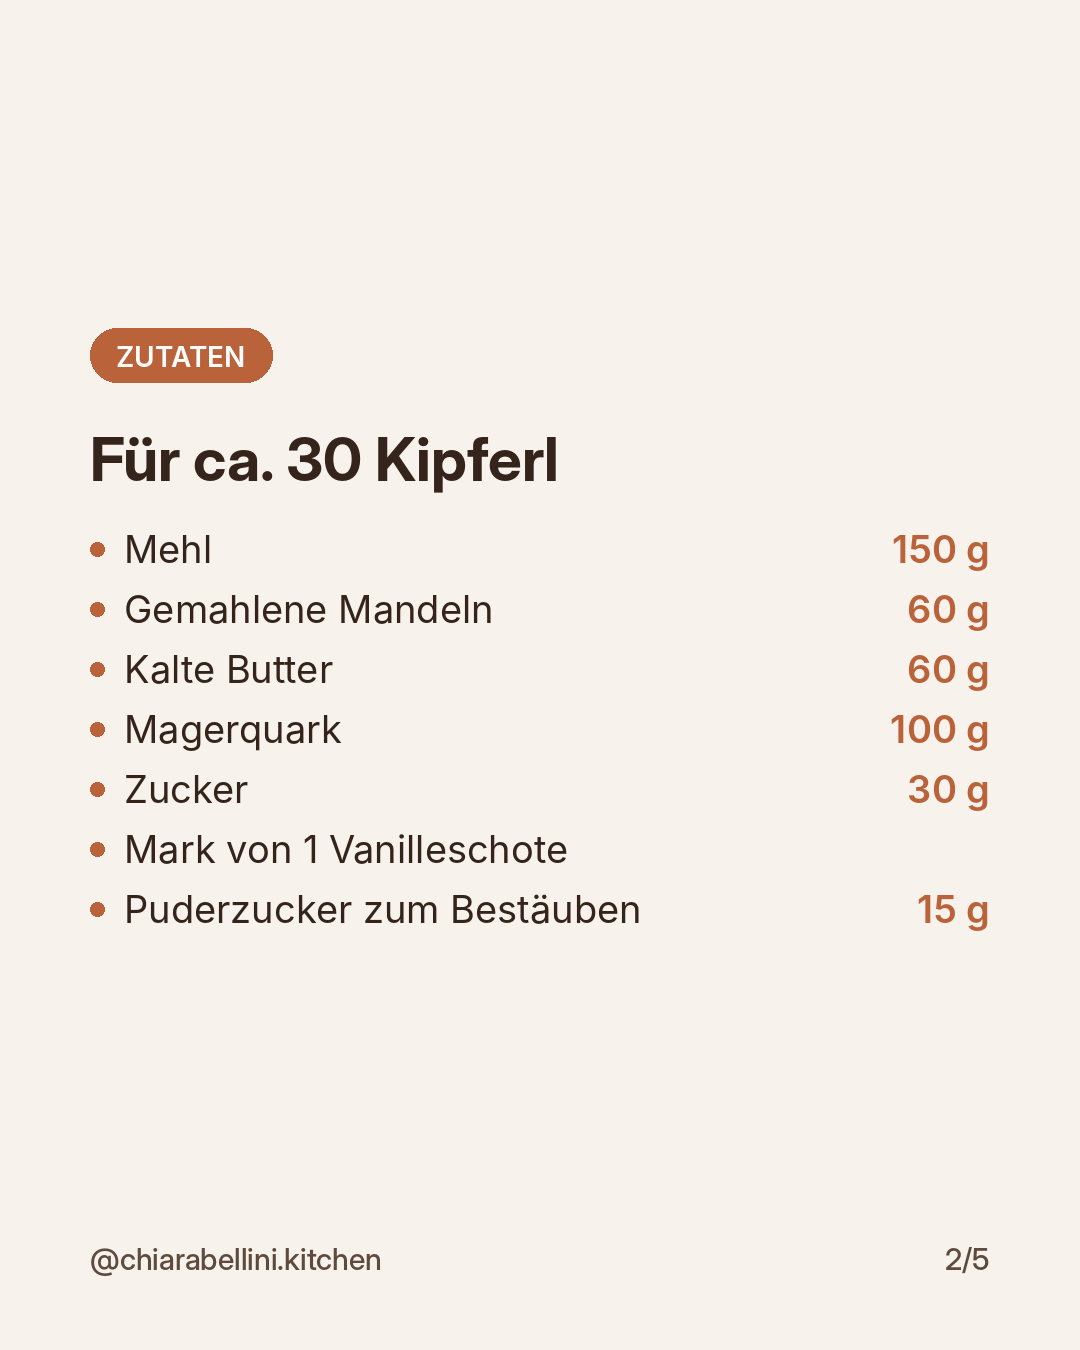 ZUTATEN
Für ca. 30 Kipferl
Mehl 150 g
Gemahlene Mandeln 60 g
Kalte Butter 60 g
Magerquark 100 g
Zucker 30 g
Mark von 1 Vanilleschote
Puderzucker zum Bestäuben 15 g
@chiarabellini.kitchen 2/5